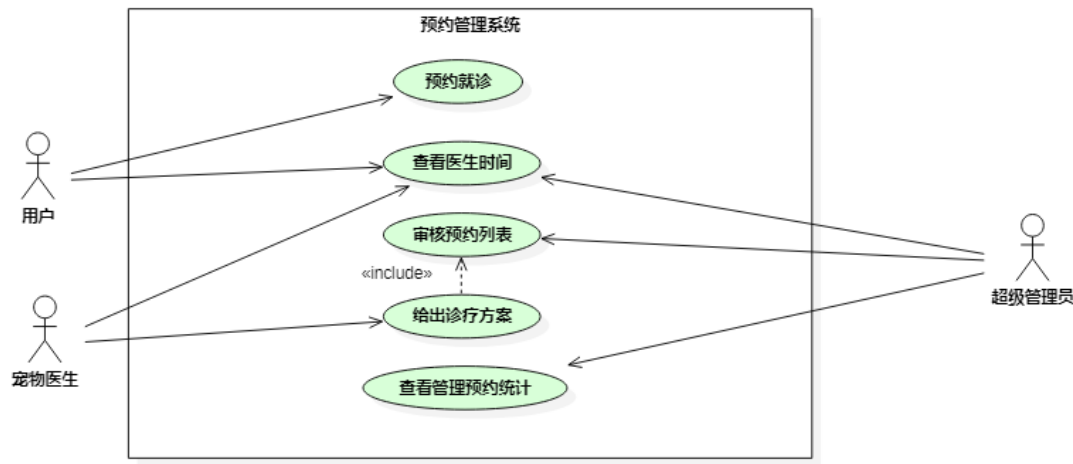 预约管理系统
预约就诊
查看医生时间
用户
审核预约列表
«include»
超级管理员
给出诊疗方案
宠物医生
查看管理预约统计